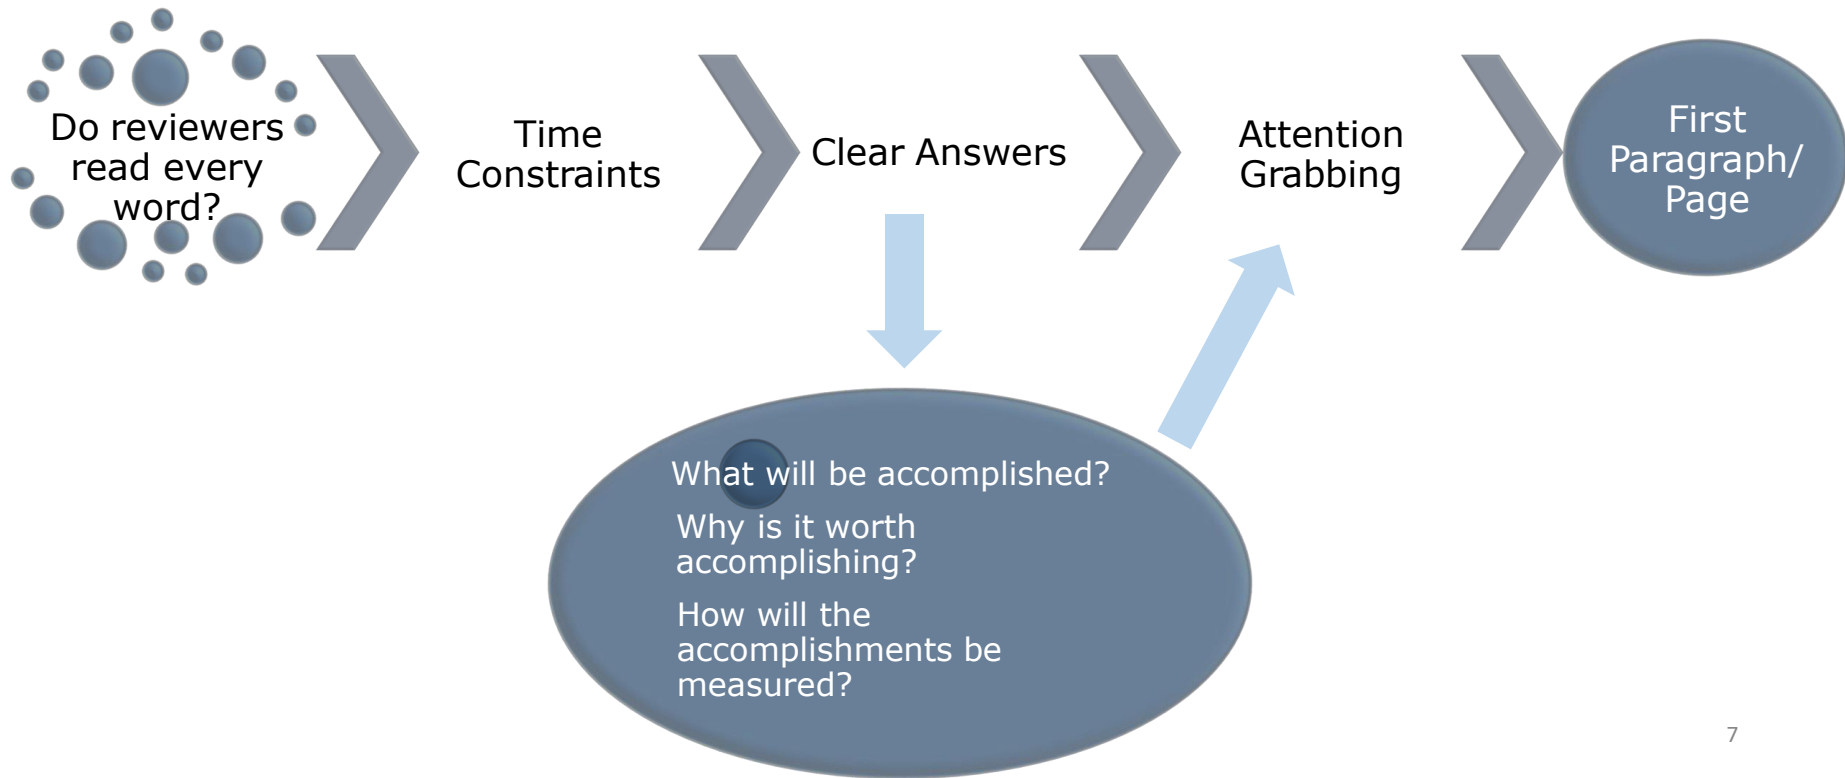 Do reviewers
read every
word?
Time
Constraints
Clear Answers
Attention
Grabbing
First
Paragraph/
Page
What will be accomplished?
Why is it worth
accomplishing?
How will the
accomplishments be
measured?
7